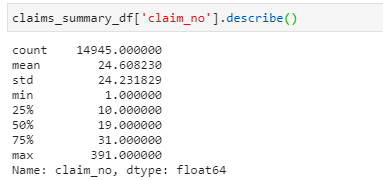 claims_summary_df['claim_no'].describe()
count 14945.000000
mean 24.608230
std 24.231829
min 1.000000
25% 10.000000
50% 19.000000
75% 31.000000
max 391.000000
Name: claim_no, dtype: float64